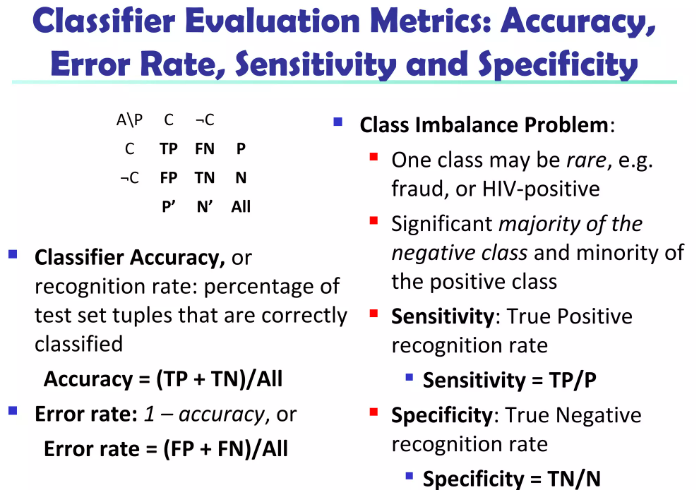 Classifier Evaluation Metrics: Accuracy,
Error Rate, Sensitivity and Specificity
A\P C ¬C
C TP FN P
¬C FP TN N
P’ N’ All
Classifier Accuracy, or
recognition rate: percentage of
test set tuples that are correctly
classified
Accuracy = (TP + TN)/All
Error rate: 1 – accuracy, or
Error rate = (FP + FN)/All
Class Imbalance Problem:
One class may be rare, e.g.
fraud, or HIV-positive
Significant majority of the
negative class and minority of
the positive class
Sensitivity: True Positive
recognition rate
Sensitivity = TP/P
Specificity: True Negative
recognition rate
Specificity = TN/N